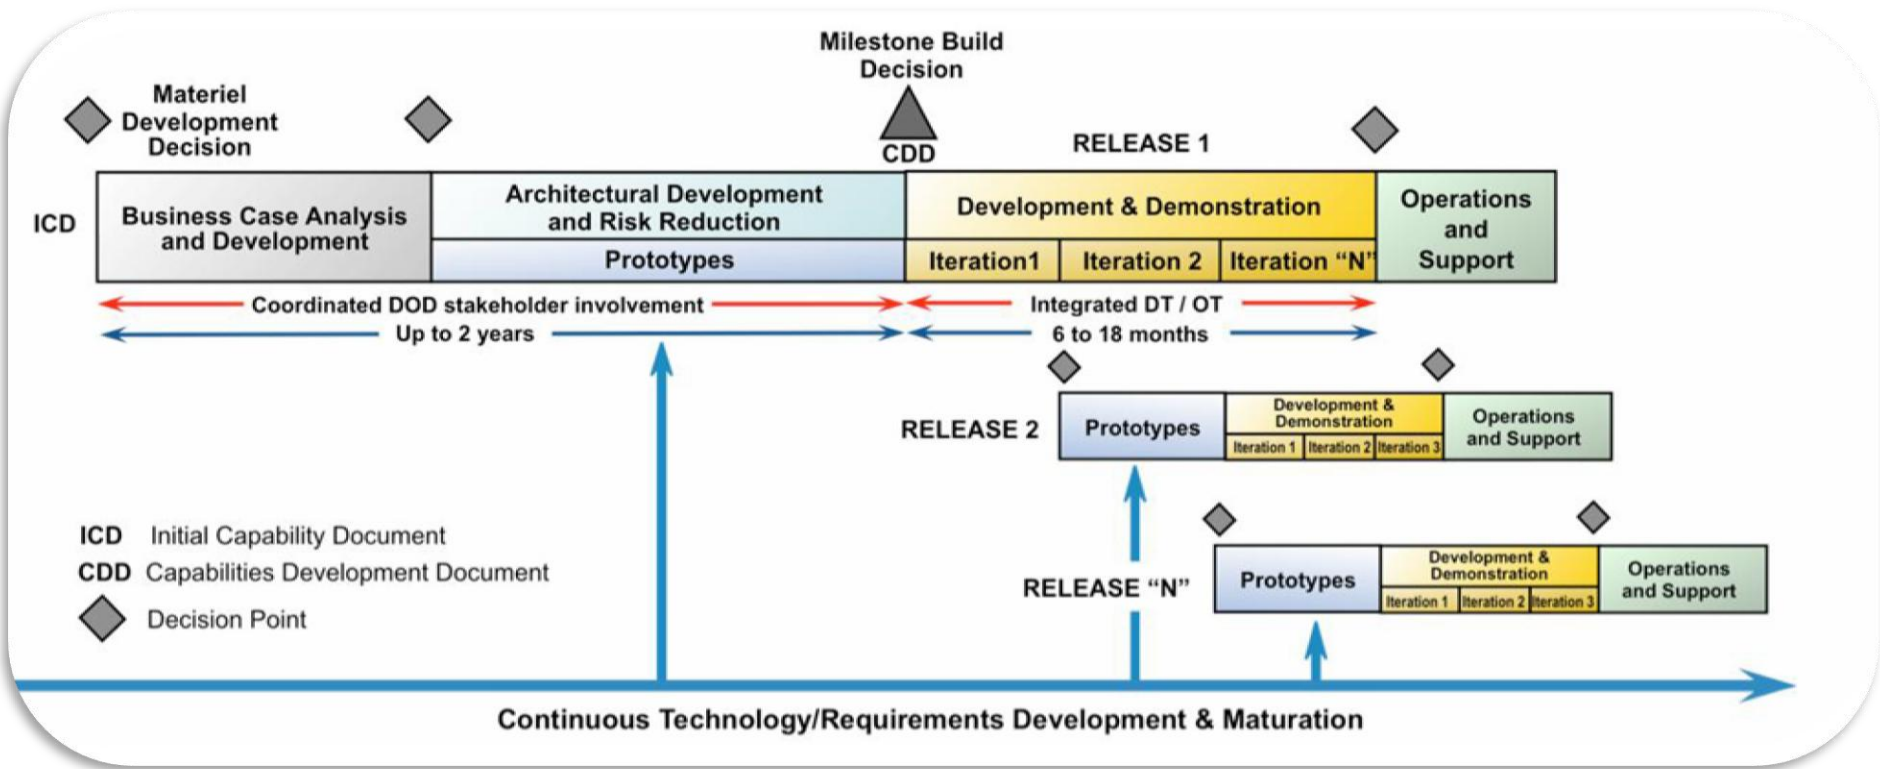 Milestone Build
Decision
Materiel
Development
Decision
CDD
RELEASE 1
ICD
Business Case Analysis
and Development
Architectural Development
and Risk Reduction
Prototypes
Development & Demonstration
Iteration1
Iteration 2
Iteration “N”
Operations
and
Support
Coordinated DOD stakeholder involvement
Integrated DT / OT
Up to 2 years
6 to 18 months
RELEASE 2
Prototypes
Development &
Demonstration
Iteration 1
Iteration 2
Iteration 3
Operations
and Support
RELEASE “N”
Prototypes
Development &
Demonstration
Iteration 1
Iteration 2
Iteration 3
Operations
and Support
ICD Initial Capability Document
CDD Capabilities Development Document
Decision Point
Continuous Technology/Requirements Development & Maturation